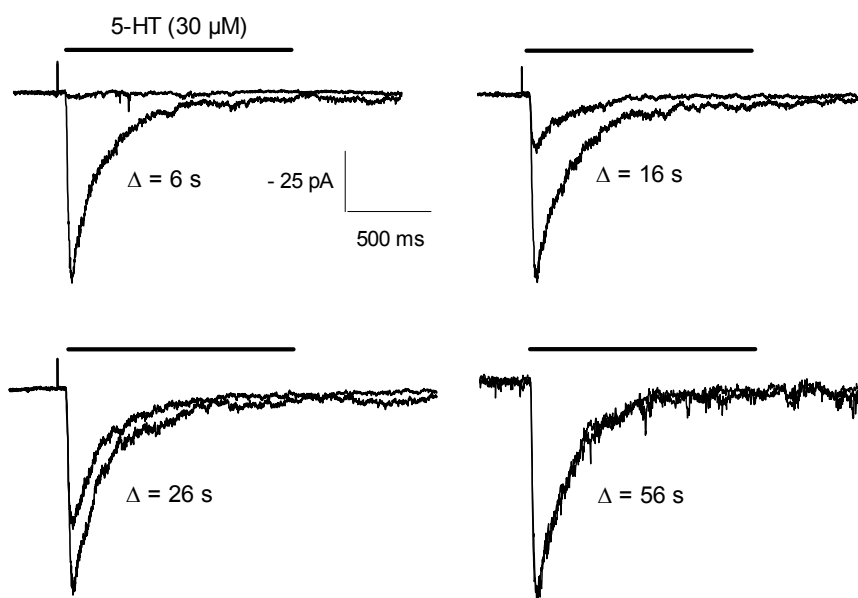 5-HT (30 µM)
Δ = 6 s
- 25 pA
500 ms
Δ = 16 s
Δ = 26 s
Δ = 56 s